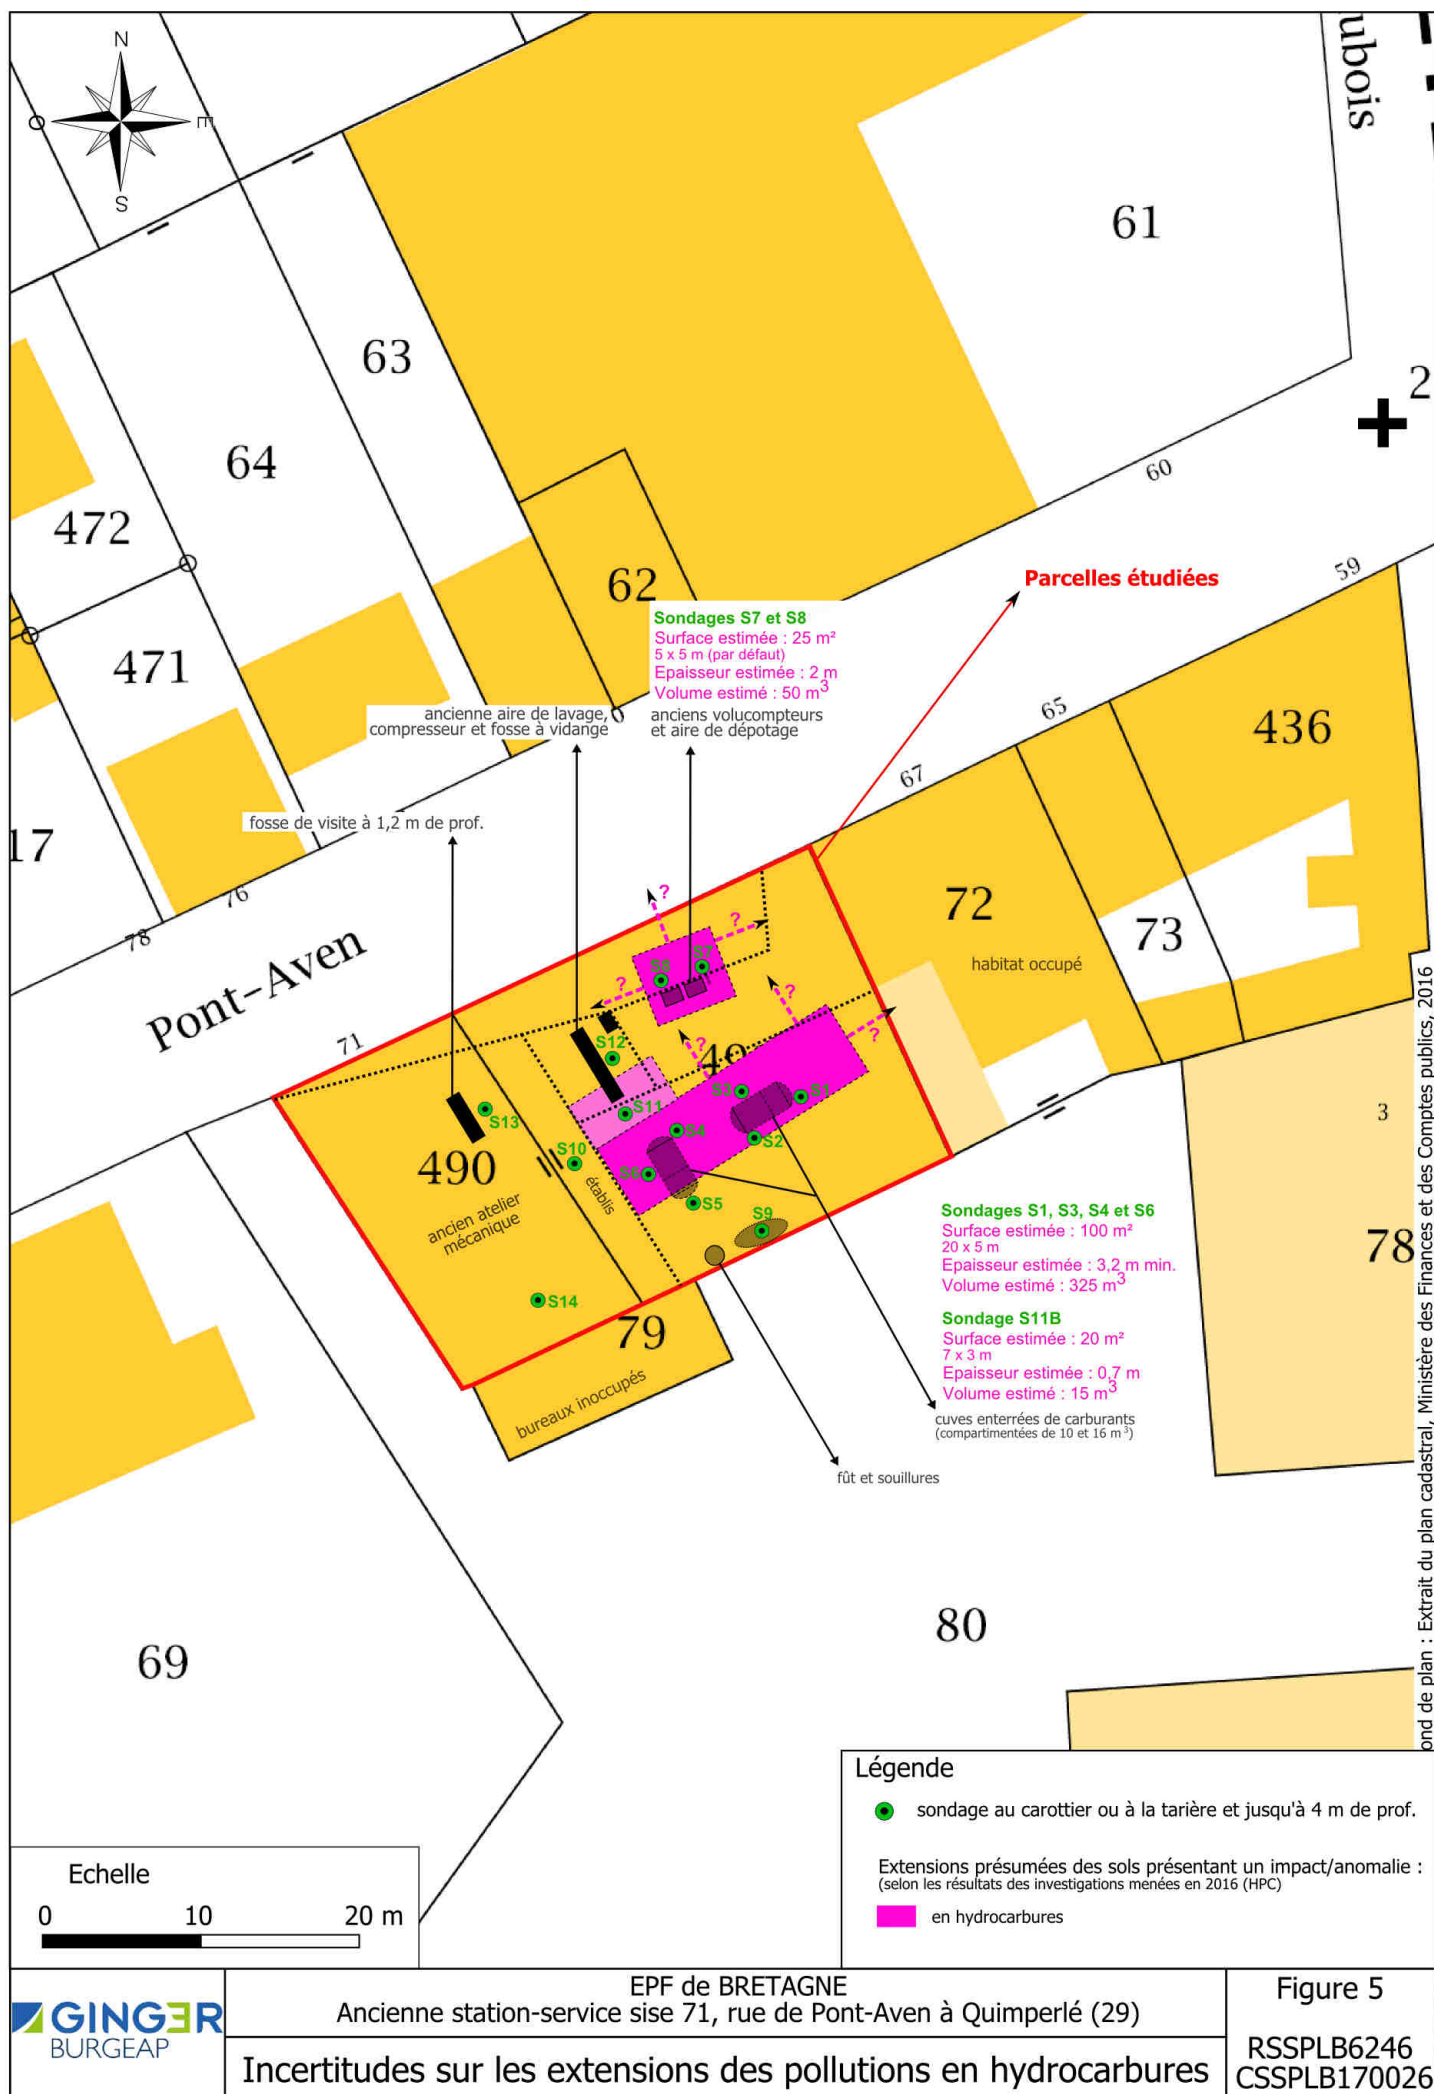 N
O
E
S
ubois
61
2
63
64
60
472
59
62
Parcelles étudiées
Sondages S7 et S8
Surface estimée : 25 m²
5 x 5 m (par défaut)
Epaisseur estimée : 2 m
Volume estimé : 50 m³
471
ancienne aire de lavage,
compresseur et fosse à vidange
anciens volucompteurs
et aire de dépotage
65
436
67
fosse de visite à 1,2 m de prof.
17
76
78
Pont-Aven
71
72
73
habitat occupé
?
?
?
?
?
?
S8
S7
S12
49
S3
S1
S11
S13
S4
S2
S10
S6
490
établis
S5
S9
ancien atelier
mécanique
S14
79
bureaux inoccupés
3
78
Sondages S1, S3, S4 et S6
Surface estimée : 100 m²
20 x 5 m
Epaisseur estimée : 3,2 m min.
Volume estimé : 325 m³
Sondage S11B
Surface estimée : 20 m²
7 x 3 m
Epaisseur estimée : 0,7 m
Volume estimé : 15 m³
cuves enterrées de carburants
(compartimentées de 10 et 16 m³)
fût et souillures
69
80
ond de plan : Extrait du plan cadastral, Ministère des Finances et des Comptes publics, 2016
Légende
sondage au carottier ou à la tarière et jusqu'à 4 m de prof.
Extensions présumées des sols présentant un impact/anomalie :
(selon les résultats des investigations menées en 2016 (HPC)
en hydrocarbures
Echelle
0 10 20 m
GINGER
BURGEAP
EPF de BRETAGNE
Ancienne station-service sise 71, rue de Pont-Aven à Quimperlé (29)
Incertitudes sur les extensions des pollutions en hydrocarbures
Figure 5
RSSPLB6246
CSSPLB170026